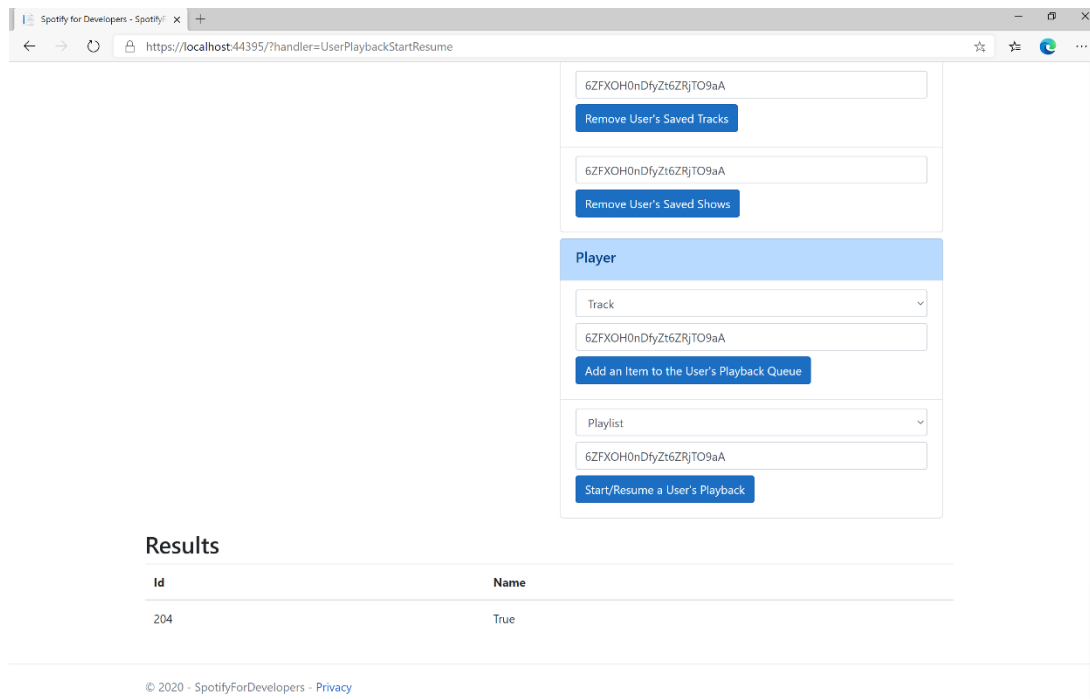 Spotify for Developers - Spotify
https://localhost:44395/?handler=UserPlaybackStartResume
6ZFXOH0nDfyZt6ZRjTO9aA
Remove User's Saved Tracks
6ZFXOH0nDfyZt6ZRjTO9aA
Remove User's Saved Shows
Player
Track
6ZFXOH0nDfyZt6ZRjTO9aA
Add an Item to the User's Playback Queue
Playlist
6ZFXOH0nDfyZt6ZRjTO9aA
Start/Resume a User's Playback
Results
Id Name
204 True
© 2020 - SpotifyForDevelopers - Privacy